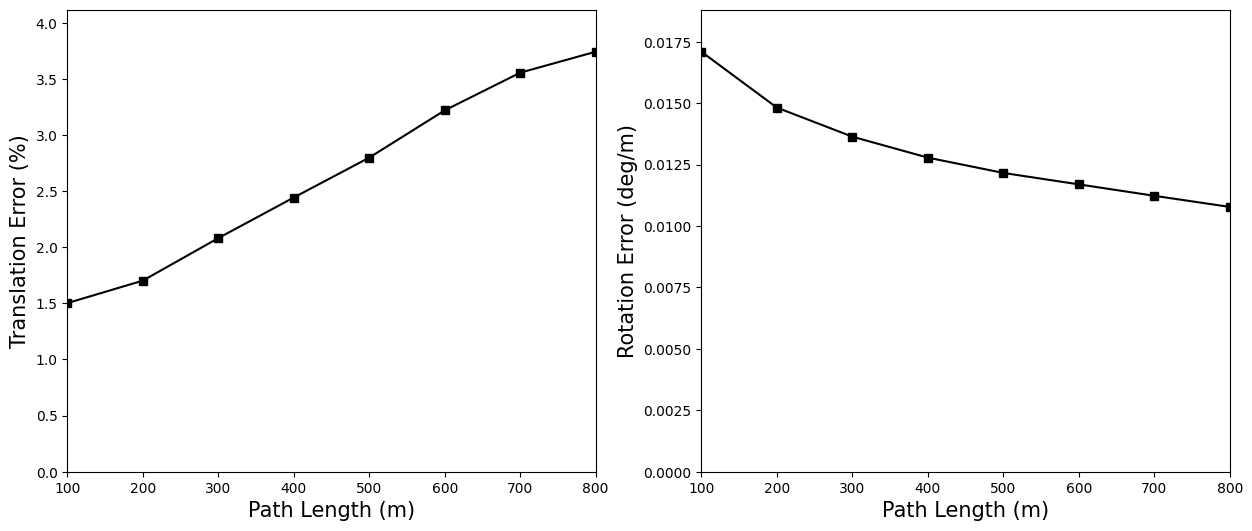 4.0
3.5
3.0
2.5
2.0
1.5
1.0
0.5
0.0
Translation Error (%)
100 200 300 400 500 600 700 800
Path Length (m)
0.0175
0.0150
0.0125
0.0100
0.0075
0.0050
0.0025
0.0000
Rotation Error (deg/m)
100 200 300 400 500 600 700 800
Path Length (m)